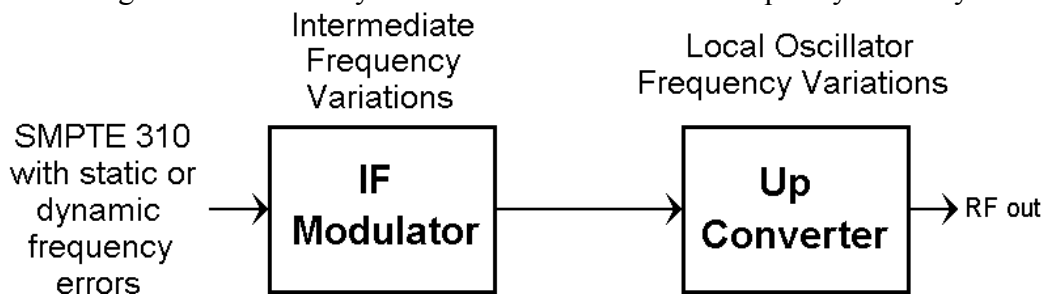 Intermediate
Frequency
Variations
Local Oscillator
Frequency Variations
SMPTE 310
with static or
dynamic
frequency
errors
IF
Modulator
Up
Converter
RF out